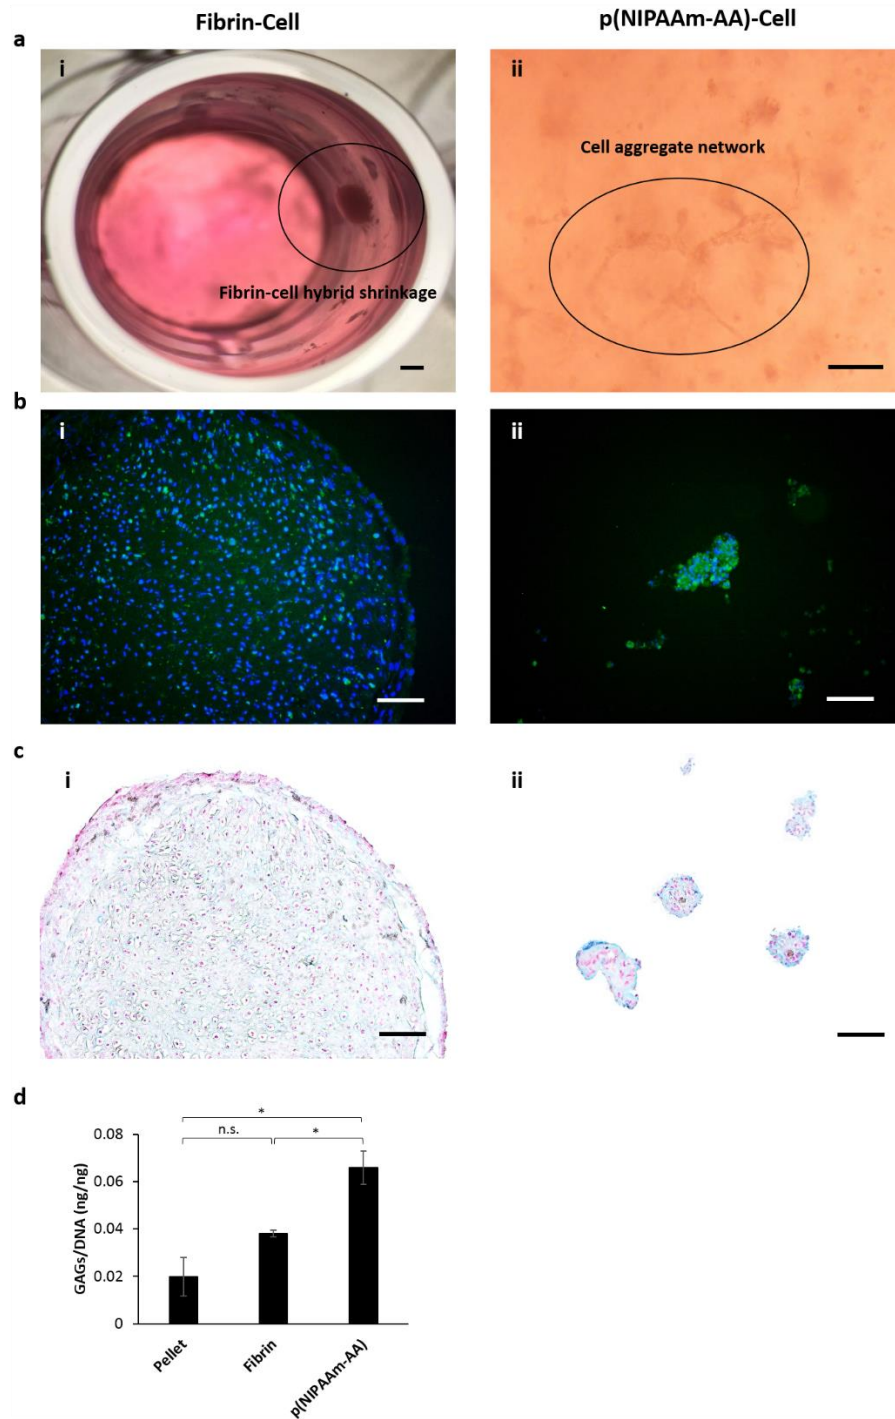 Fibrin-Cell
p(NIPAAm-AA)-Cell
a
i
Fibrin-cell hybrid shrinkage
ii
Cell aggregate network
b
i
ii
c
i
ii
d
*
n.s.
*
0.08
0.06
0.04
0.02
0
GAGs/DNA (ng/ng)
Pellet
Fibrin
p(NIPAAm-AA)